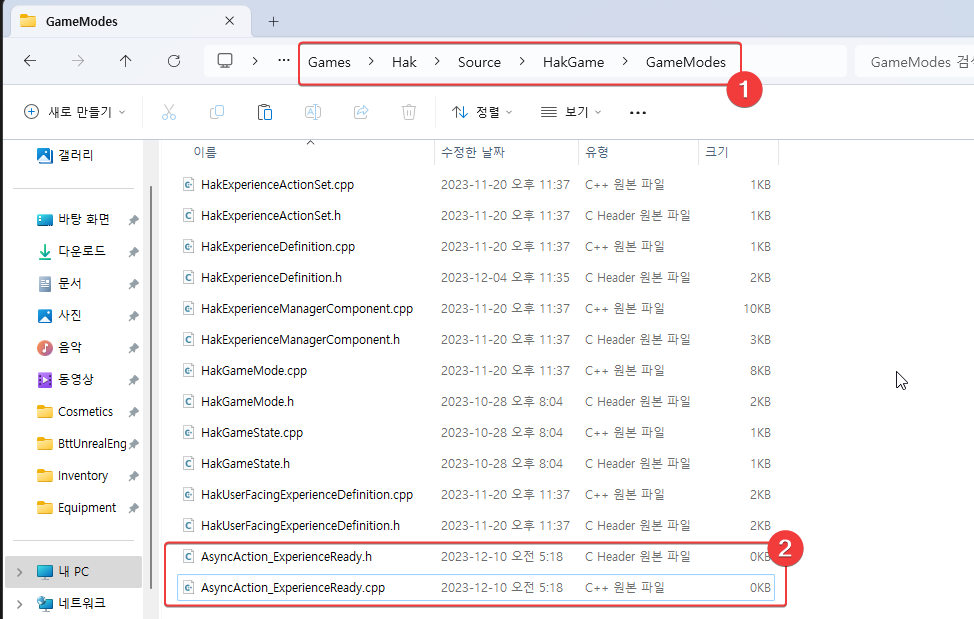 GameModes
Games > Hak > Source > HakGame > GameModes
GameModes 검색
1
새로 만들기
정렬
보기
갤러리
바탕 화면
다운로드
문서
사진
음악
동영상
Cosmetics
BttUnrealEng
Inventory
Equipment
내 PC
네트워크
이름 수정한 날짜 유형 크기
HakExperienceActionSet.cpp 2023-11-20 오후 11:37 C++ 원본 파일 1KB
HakExperienceActionSet.h 2023-11-20 오후 11:37 C Header 원본 파일 1KB
HakExperienceDefinition.cpp 2023-11-20 오후 11:37 C++ 원본 파일 1KB
HakExperienceDefinition.h 2023-12-04 오후 11:35 C Header 원본 파일 2KB
HakExperienceManagerComponent.cpp 2023-11-20 오후 11:37 C++ 원본 파일 10KB
HakExperienceManagerComponent.h 2023-11-20 오후 11:37 C Header 원본 파일 3KB
HakGameMode.cpp 2023-11-20 오후 11:37 C++ 원본 파일 8KB
HakGameMode.h 2023-10-28 오후 8:04 C Header 원본 파일 2KB
HakGameState.cpp 2023-10-28 오후 8:04 C++ 원본 파일 1KB
HakGameState.h 2023-10-28 오후 8:04 C Header 원본 파일 1KB
HakUserFacingExperienceDefinition.cpp 2023-11-20 오후 11:37 C++ 원본 파일 2KB
HakUserFacingExperienceDefinition.h 2023-11-20 오후 11:37 C Header 원본 파일 2KB
AsyncAction_ExperienceReady.h 2023-12-10 오전 5:18 C Header 원본 파일 0KB
2
AsyncAction_ExperienceReady.cpp 2023-12-10 오전 5:18 C++ 원본 파일 0KB